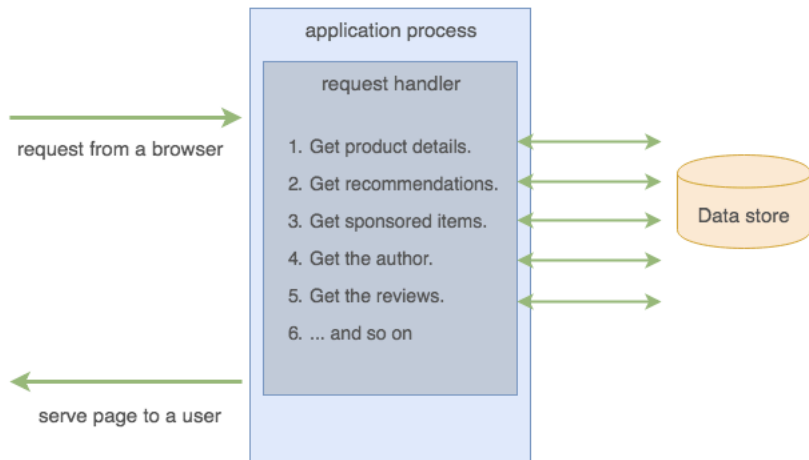 application process
request handler
request from a browser
1. Get product details.
2. Get recommendations.
3. Get sponsored items.
4. Get the author.
5. Get the reviews.
6. ... and so on
Data store
serve page to a user